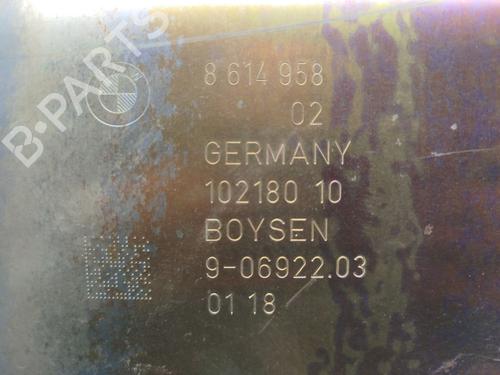 B-PARTS
8 614 958
02
GERMANY
102180 10
BOYSEN
9-06922.03
01 18